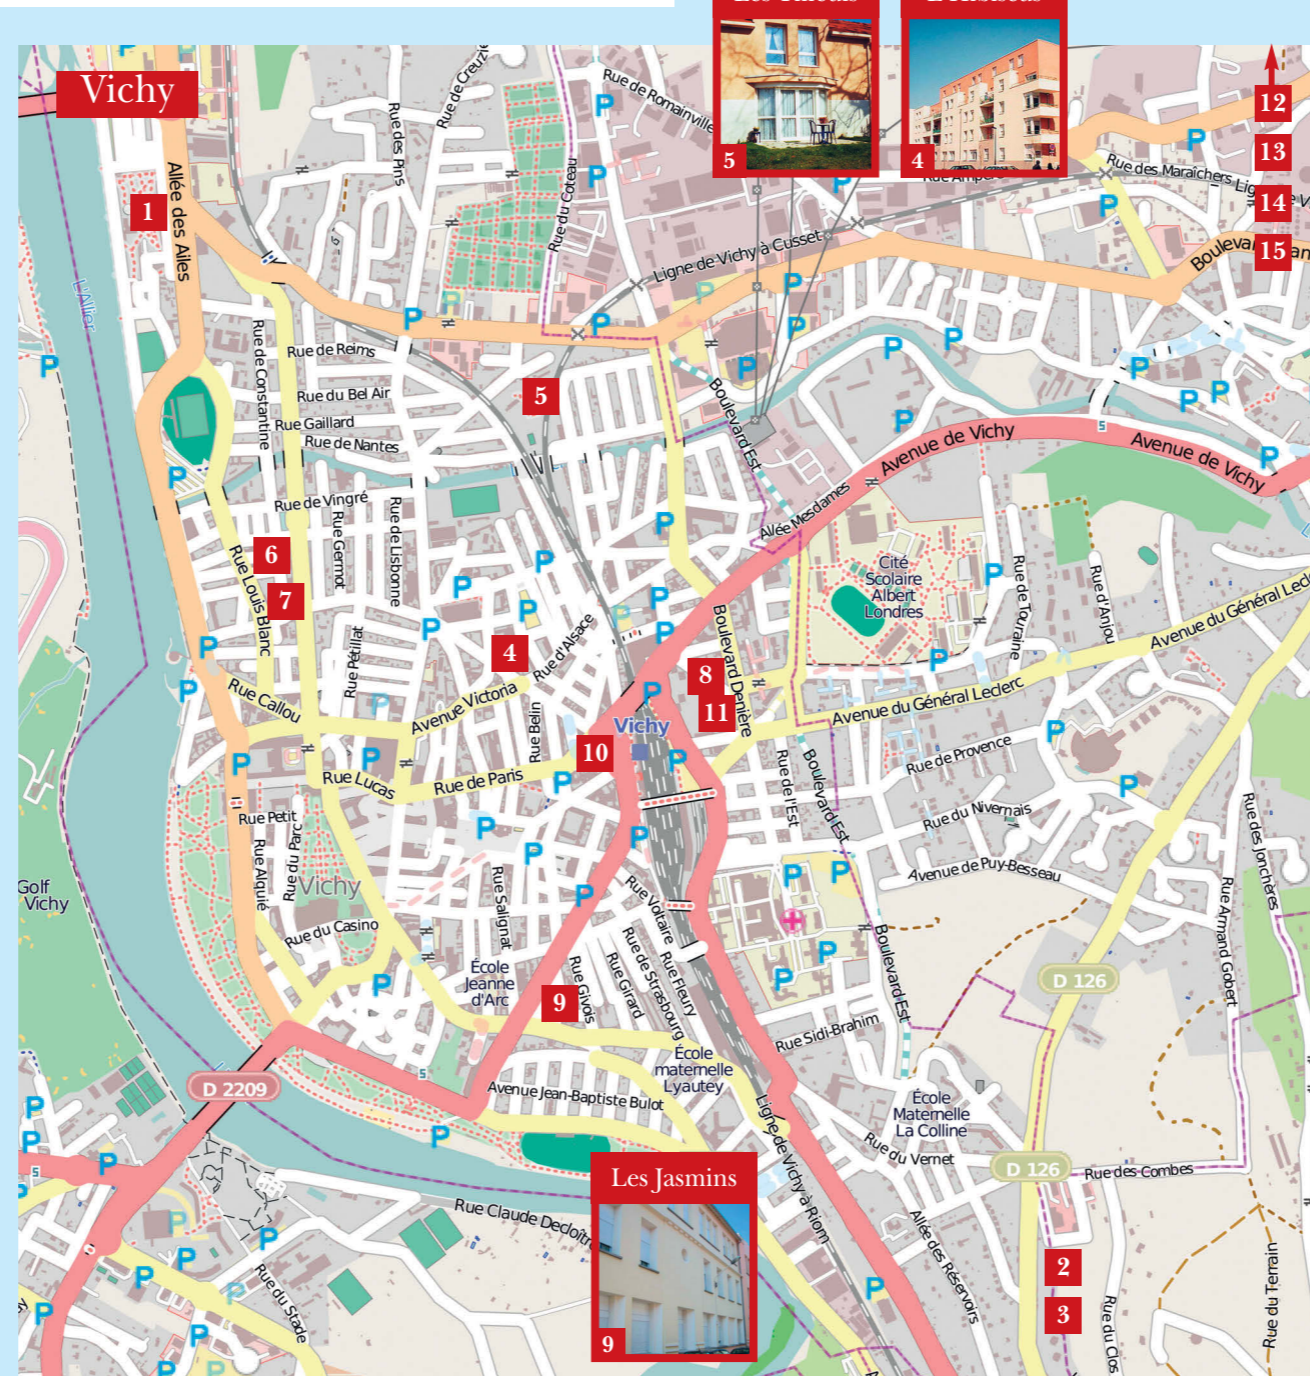 Vichy
5
4
12
13
14
15
1
Allée des Ailes
L'Allier
Rue des Pins
Rue de Creuzie
Rue du Coteau
Rue de Romainville
Rue des Maraîchers
Ligne de Vichy à Cusset
Rue de Constantine
Rue de Reims
Rue du Bel Air
Rue Gaillard
Rue de Nantes
5
Boulevard Est
Avenue de Vichy
Avenue de Vichy
Allée Mesdames
Rue de Vingré
Rue Germot
Rue de Lisbonne
6
7
Rue Louis Blanc
Cité
Scolaire
Albert
Londres
Rue de Touraine
Rue d'Anjou
Avenue du Général Lecl
Rue Pétillat
4
Rue d'Alsace
Boulevard Denière
8
11
Rue Callou
Avenue Victoria
Rue Belin
Vichy
10
Avenue du Général Leclerc
Rue de Provence
Rue Lucas
Rue de Paris
Rue de l'Est
Boulevard Est
Rue du Nivernais
Rue des Jonchères
Rue Petit
Rue du Parc
Rue Alquié
Vichy
Avenue de Puy-Besseau
Rue Armand Gobert
Golf
Vichy
Rue du Casino
Rue Salignat
Rue Voltaire
Rue de Strasbourg
Rue Fleury
Rue Girard
Rue Givois
École
Jeanne
d'Arc
9
Boulevard Est
D 126
Rue Sidi-Brahim
École
maternelle
Lyautey
D 2209
Avenue Jean-Baptiste Bulot
Ligne de Vichy à Riom
École
Maternelle
La Colline
Rue du Vernet
D 126
Rue des Combes
Les Jasmins
9
Rue Claude Decloître
Allée des Réservoirs
Rue du Stade
2
3
Rue du Clos
Rue du Terrain